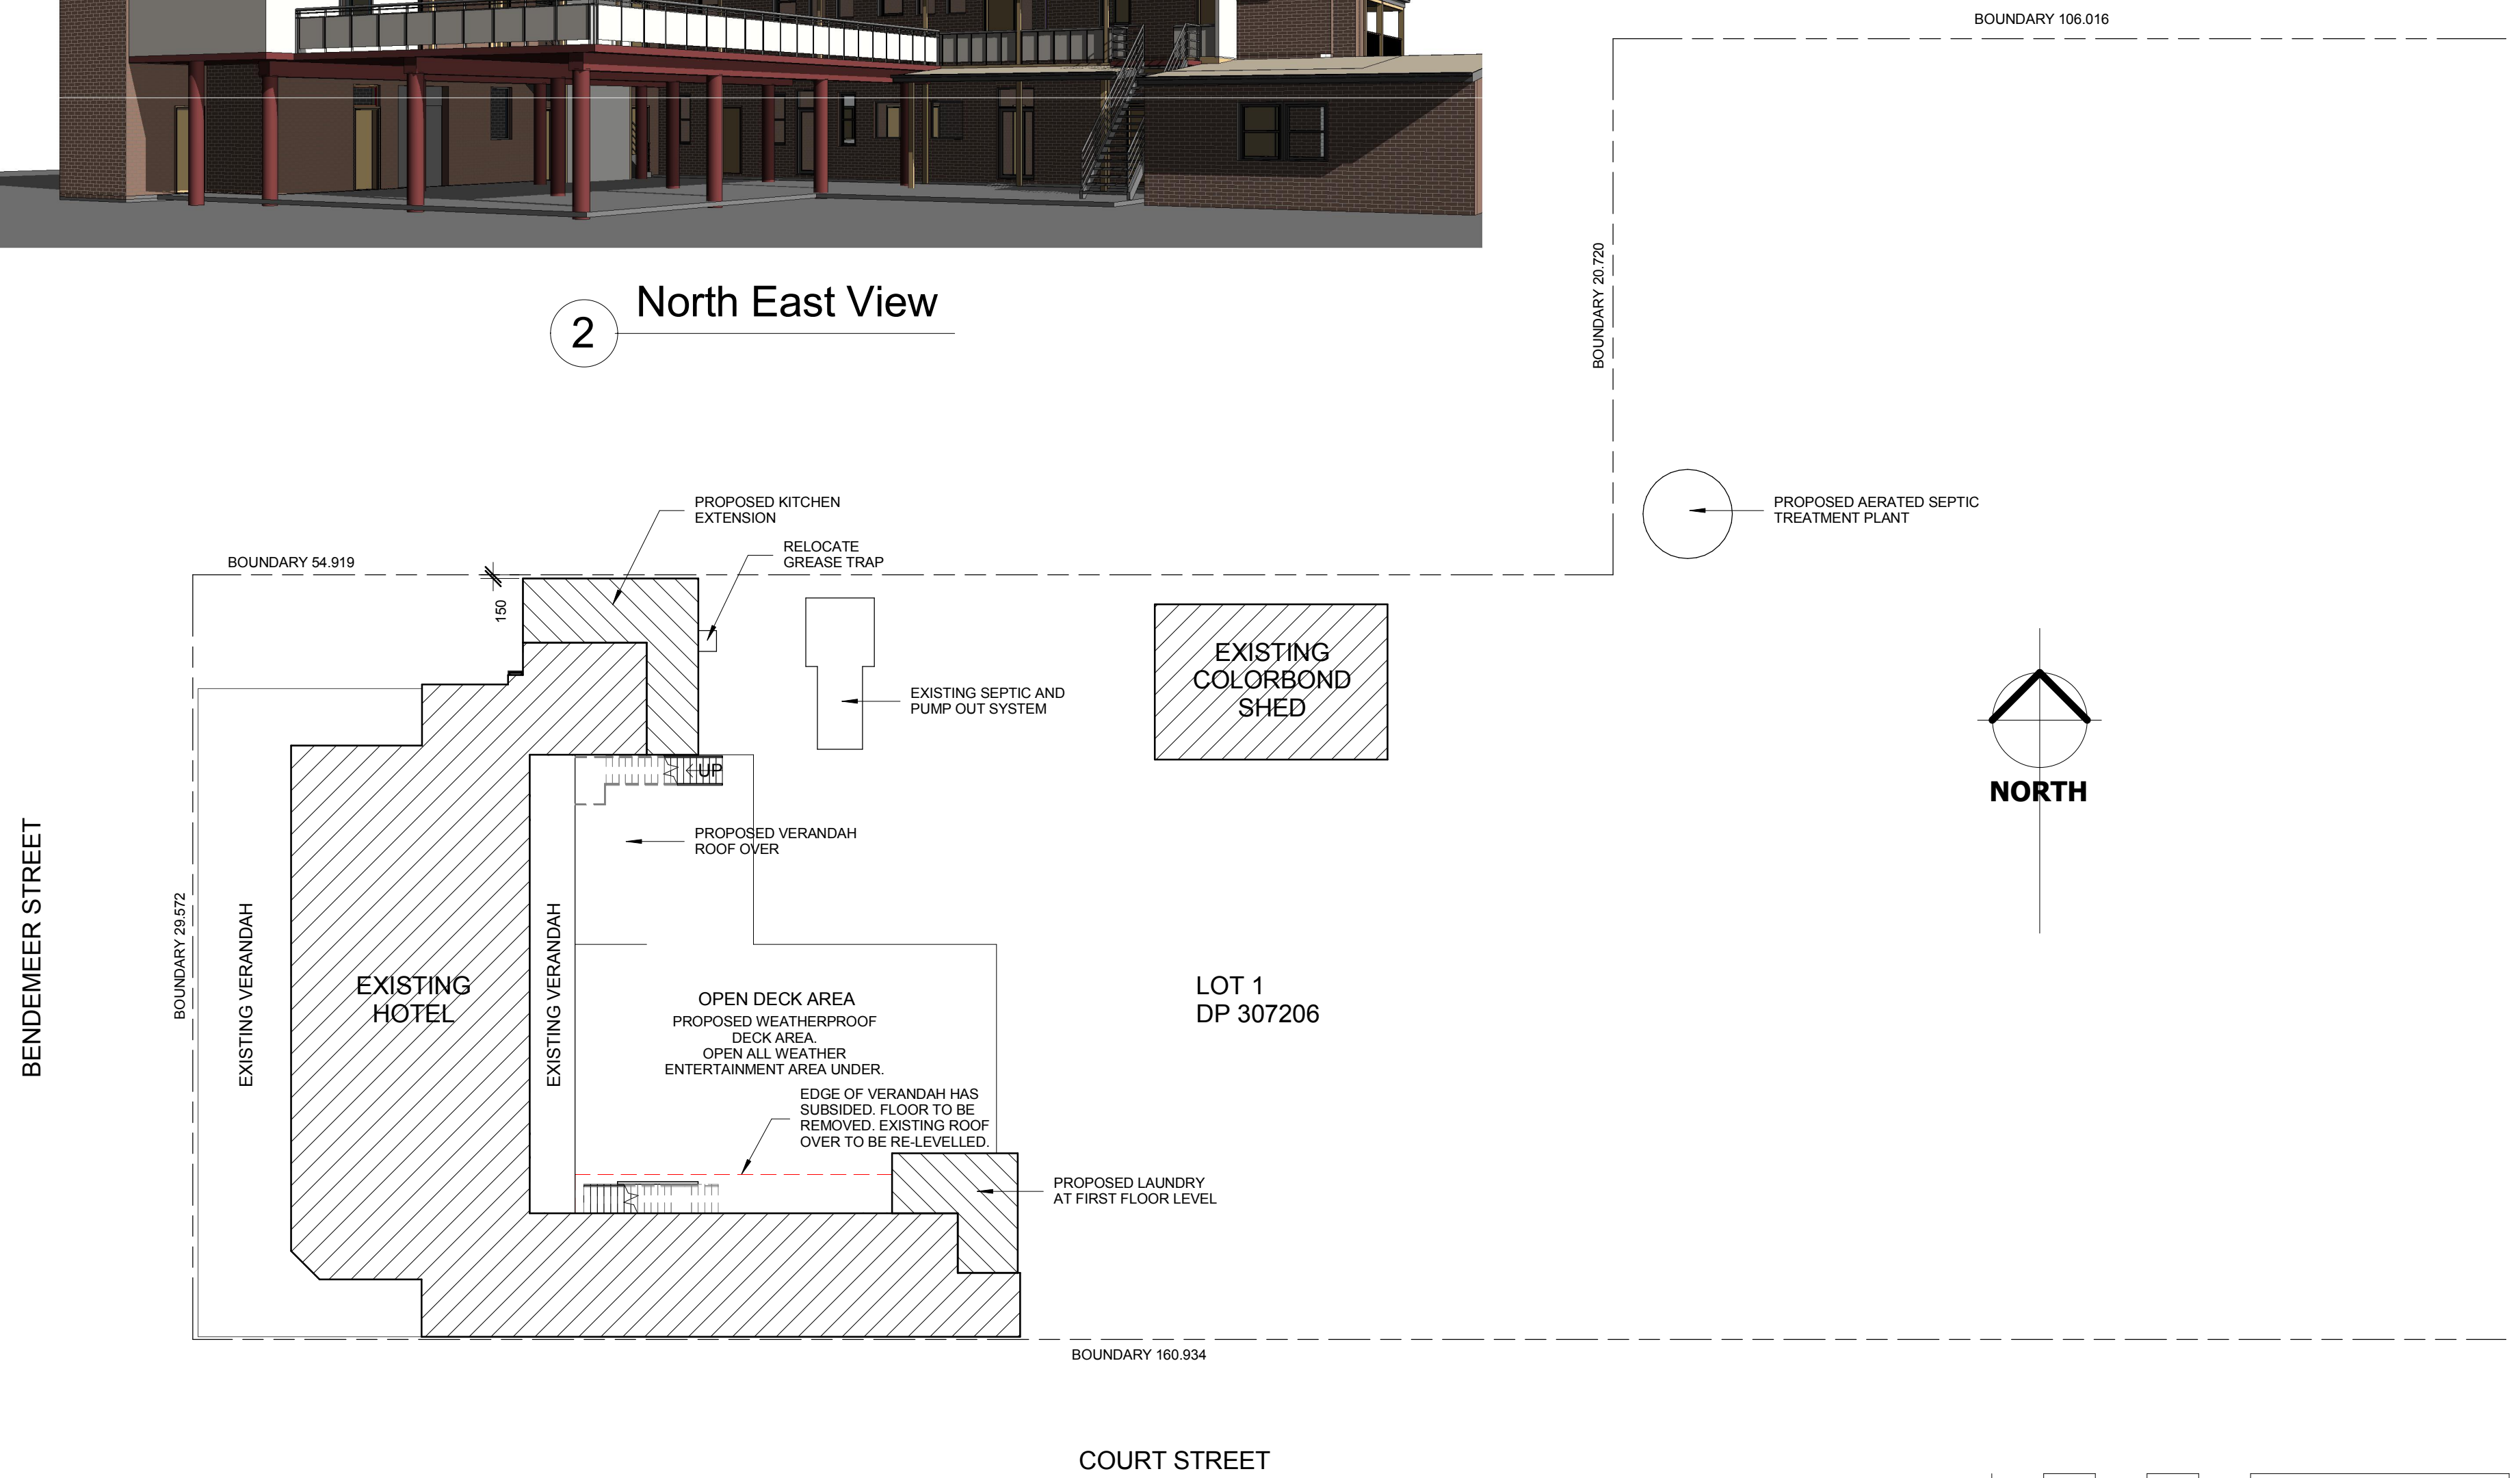 BOUNDARY 106.016
BOUNDARY 20.720
2
North East View
PROPOSED KITCHEN
EXTENSION
RELOCATE
GREASE TRAP
PROPOSED AERATED SEPTIC
TREATMENT PLANT
BOUNDARY 54.919
150
EXISTING SEPTIC AND
PUMP OUT SYSTEM
EXISTING
COLORBOND
SHED
NORTH
UP
PROPOSED VERANDAH
ROOF OVER
BENDEMEER STREET
BOUNDARY 29.572
EXISTING VERANDAH
EXISTING
HOTEL
EXISTING VERANDAH
OPEN DECK AREA
PROPOSED WEATHERPROOF
DECK AREA.
OPEN ALL WEATHER
ENTERTAINMENT AREA UNDER.
LOT 1
DP 307206
EDGE OF VERANDAH HAS
SUBSIDED. FLOOR TO BE
REMOVED. EXISTING ROOF
OVER TO BE RE-LEVELLED.
PROPOSED LAUNDRY
AT FIRST FLOOR LEVEL
BOUNDARY 160.934
COURT STREET